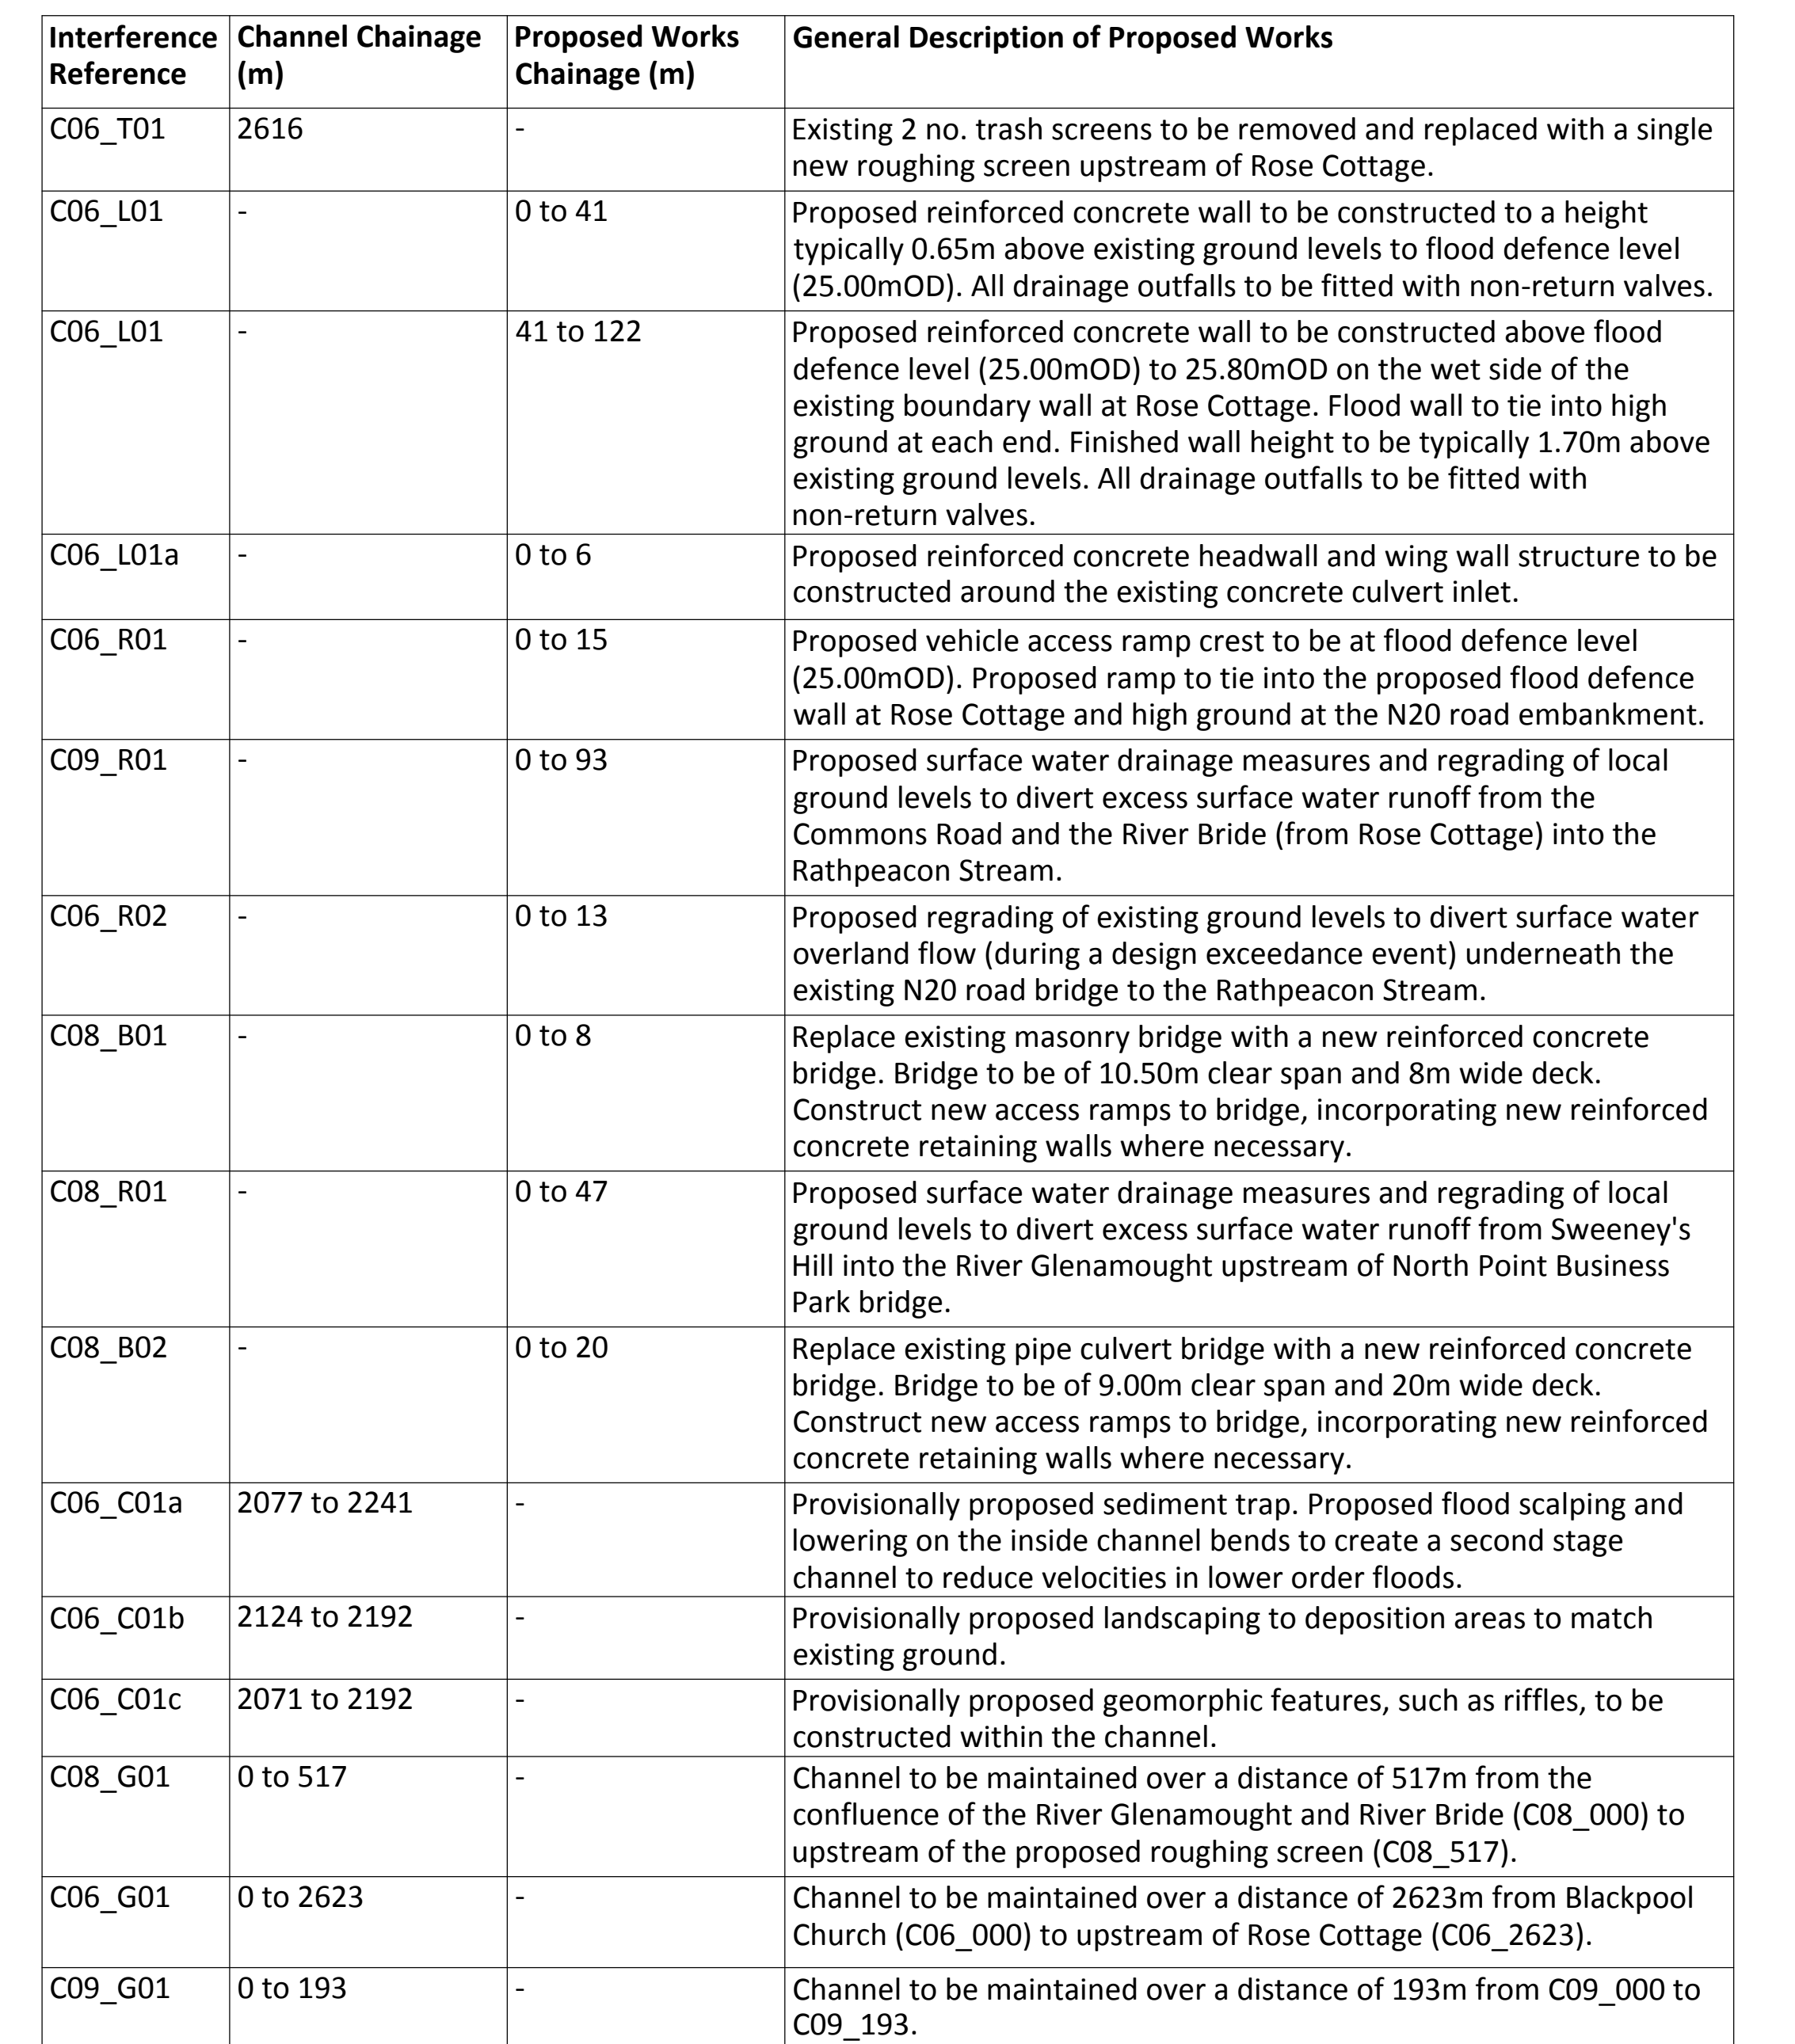 Interference Reference | Channel Chainage (m) | Proposed Works Chainage (m) | General Description of Proposed Works
C06_T01 | 2616 | - | Existing 2 no. trash screens to be removed and replaced with a single
new roughing screen upstream of Rose Cottage.
C06_L01 | - | 0 to 41 | Proposed reinforced concrete wall to be constructed to a height
typically 0.65m above existing ground levels to flood defence level
(25.00mOD). All drainage outfalls to be fitted with non-return valves.
C06_L01 | - | 41 to 122 | Proposed reinforced concrete wall to be constructed above flood
defence level (25.00mOD) to 25.80mOD on the wet side of the
existing boundary wall at Rose Cottage. Flood wall to tie into high
ground at each end. Finished wall height to be typically 1.70m above
existing ground levels. All drainage outfalls to be fitted with
non-return valves.
C06_L01a | - | 0 to 6 | Proposed reinforced concrete headwall and wing wall structure to be
constructed around the existing concrete culvert inlet.
C06_R01 | - | 0 to 15 | Proposed vehicle access ramp crest to be at flood defence level
(25.00mOD). Proposed ramp to tie into the proposed flood defence
wall at Rose Cottage and high ground at the N20 road embankment.
C09_R01 | - | 0 to 93 | Proposed surface water drainage measures and regrading of local
ground levels to divert excess surface water runoff from the
Commons Road and the River Bride (from Rose Cottage) into the
Rathpeacon Stream.
C06_R02 | - | 0 to 13 | Proposed regrading of existing ground levels to divert surface water
overland flow (during a design exceedance event) underneath the
existing N20 road bridge to the Rathpeacon Stream.
C08_B01 | - | 0 to 8 | Replace existing masonry bridge with a new reinforced concrete
bridge. Bridge to be of 10.50m clear span and 8m wide deck.
Construct new access ramps to bridge, incorporating new reinforced
concrete retaining walls where necessary.
C08_R01 | - | 0 to 47 | Proposed surface water drainage measures and regrading of local
ground levels to divert excess surface water runoff from Sweeney's
Hill into the River Glenamought upstream of North Point Business
Park bridge.
C08_B02 | - | 0 to 20 | Replace existing pipe culvert bridge with a new reinforced concrete
bridge. Bridge to be of 9.00m clear span and 20m wide deck.
Construct new access ramps to bridge, incorporating new reinforced
concrete retaining walls where necessary.
C06_C01a | 2077 to 2241 | - | Provisionally proposed sediment trap. Proposed flood scalping and
lowering on the inside channel bends to create a second stage
channel to reduce velocities in lower order floods.
C06_C01b | 2124 to 2192 | - | Provisionally proposed landscaping to deposition areas to match
existing ground.
C06_C01c | 2071 to 2192 | - | Provisionally proposed geomorphic features, such as riffles, to be
constructed within the channel.
C08_G01 | 0 to 517 | - | Channel to be maintained over a distance of 517m from the
confluence of the River Glenamought and River Bride (C08_000) to
upstream of the proposed roughing screen (C08_517).
C06_G01 | 0 to 2623 | - | Channel to be maintained over a distance of 2623m from Blackpool
Church (C06_000) to upstream of Rose Cottage (C06_2623).
C09_G01 | 0 to 193 | - | Channel to be maintained over a distance of 193m from C09_000 to
C09_193.